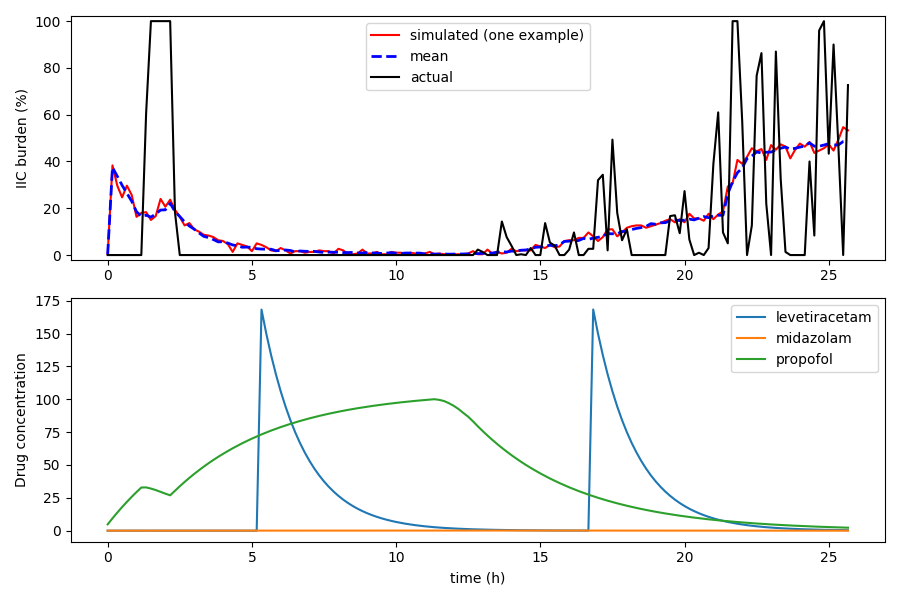 100
80
60
40
20
0
IIC burden (%)
simulated (one example)
mean
actual
0 5 10 15 20 25
175
150
125
100
75
50
25
0
Drug concentration
levetiracetam
midazolam
propofol
0 5 10 15 20 25
time (h)